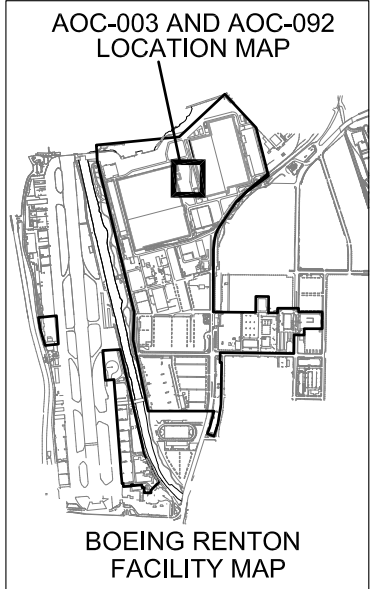 AOC-003 AND AOC-092
LOCATION MAP
BOEING RENTON
FACILITY MAP